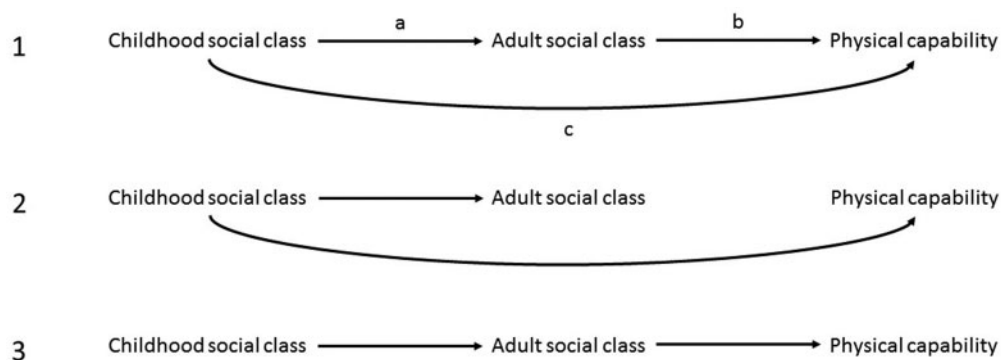 a b
1 Childhood social class Adult social class Physical capability
c
2 Childhood social class Adult social class Physical capability
3 Childhood social class Adult social class Physical capability